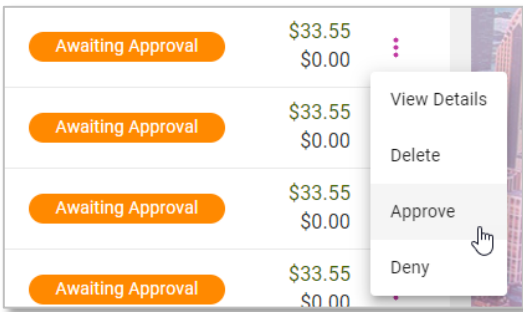 Awaiting Approval
$33.55
$0.00
Awaiting Approval
$33.55
$0.00
Awaiting Approval
$33.55
$0.00
Awaiting Approval
$33.55
$0.00
View Details
Delete
Approve
Deny